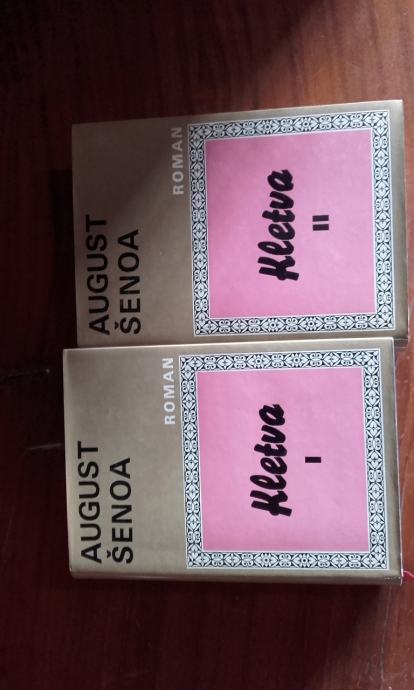 AUGUST
ŠENOA
ROMAN
Kletva
I
AUGUST
ŠENOA
ROMAN
Kletva
II